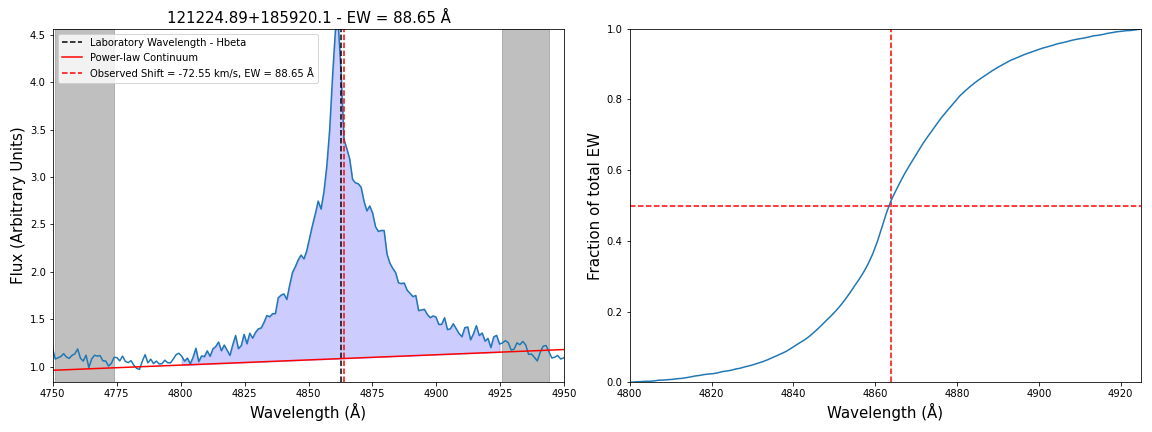 121224.89+185920.1 - EW = 88.65 Å
Laboratory Wavelength - Hbeta
Power-law Continuum
Observed Shift = -72.55 km/s, EW = 88.65 Å
Flux (Arbitrary Units)
4.5
4.0
3.5
3.0
2.5
2.0
1.5
1.0
4750 4775 4800 4825 4850 4875 4900 4925 4950
Wavelength (Å)
Fraction of total EW
1.0
0.8
0.6
0.4
0.2
0.0
4800 4820 4840 4860 4880 4900 4920
Wavelength (Å)